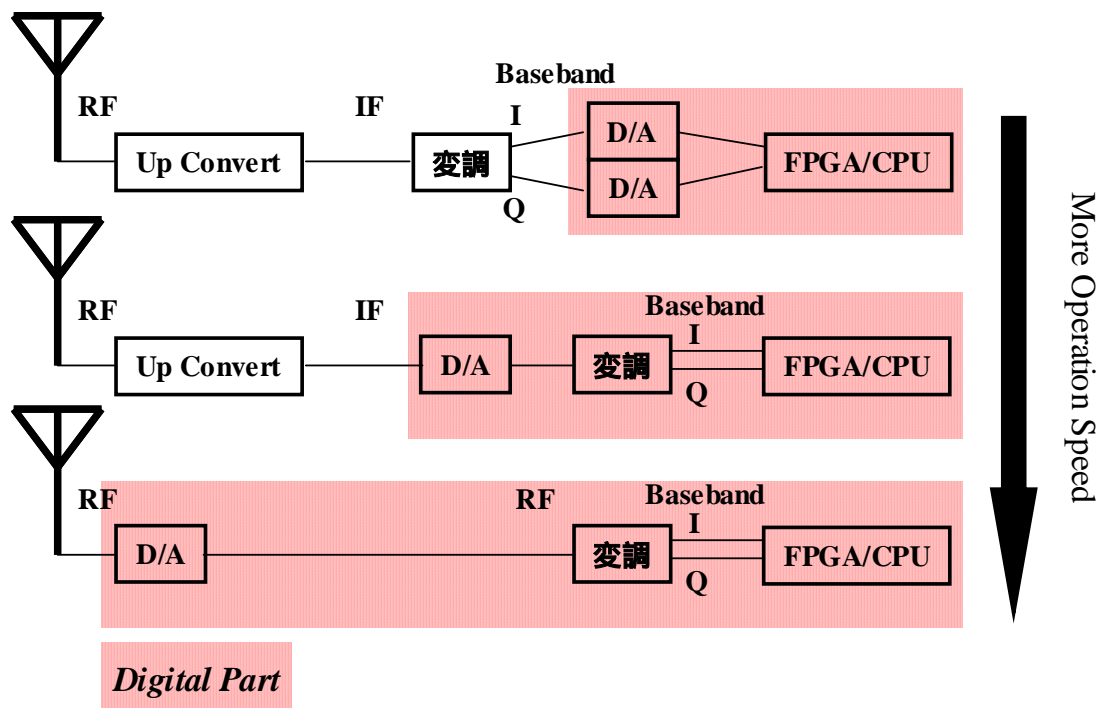 Baseband
RF
IF
I
D/A
Up Convert
変調
FPGA/CPU
D/A
Q
Baseband
RF
IF
I
Up Convert
D/A
変調
FPGA/CPU
Q
Baseband
RF
RF
I
D/A
変調
FPGA/CPU
Q
Digital Part
More Operation Speed